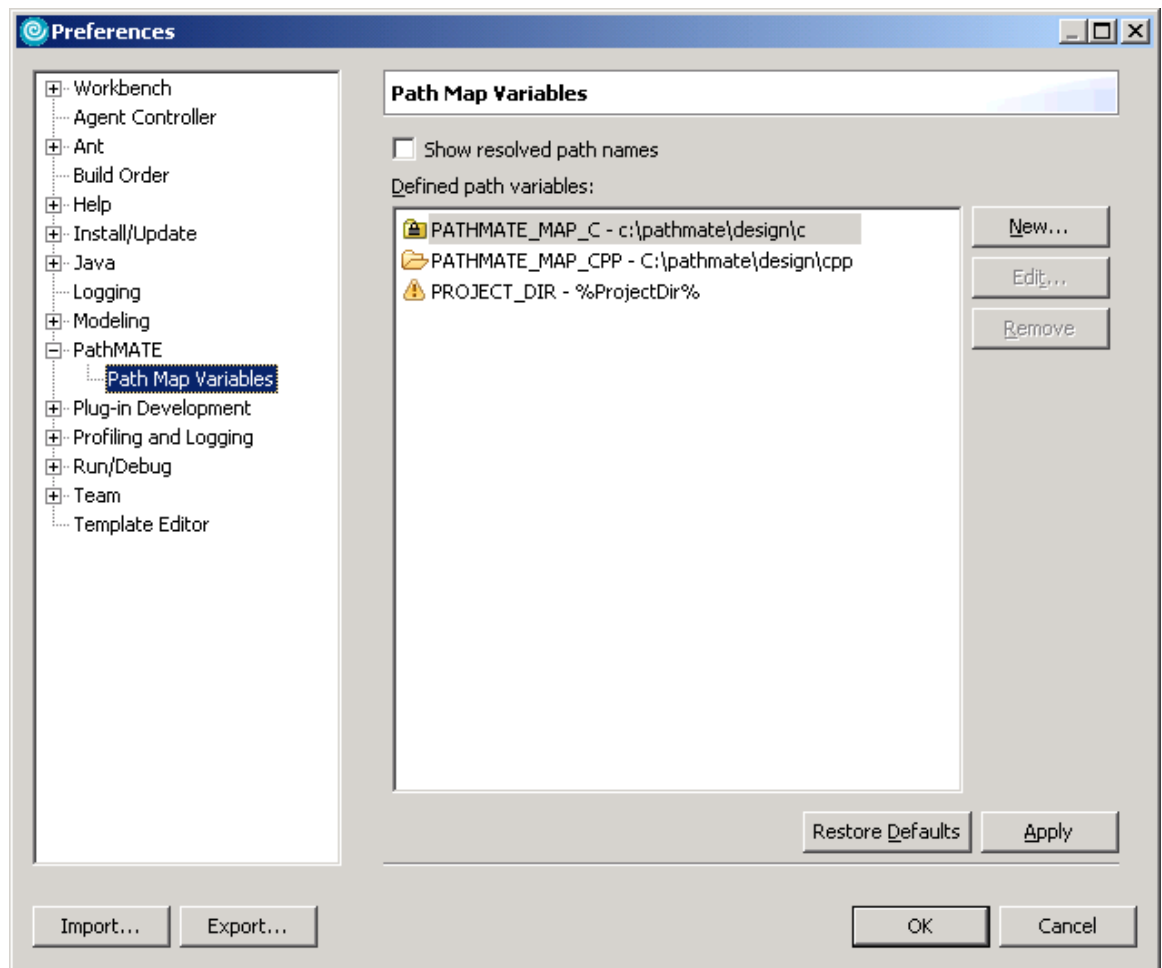 Preferences
Workbench
Agent Controller
Ant
Build Order
Help
Install/Update
Java
Logging
Modeling
PathMATE
Path Map Variables
Plug-in Development
Profiling and Logging
Run/Debug
Team
Template Editor
Path Map Variables
Show resolved path names
Defined path variables:
PATHMATE_MAP_C - c:\pathmate\design\c
PATHMATE_MAP_CPP - C:\pathmate\design\cpp
PROJECT_DIR - %ProjectDir%
New...
Edit...
Remove
Restore Defaults
Apply
Import...
Export...
OK
Cancel